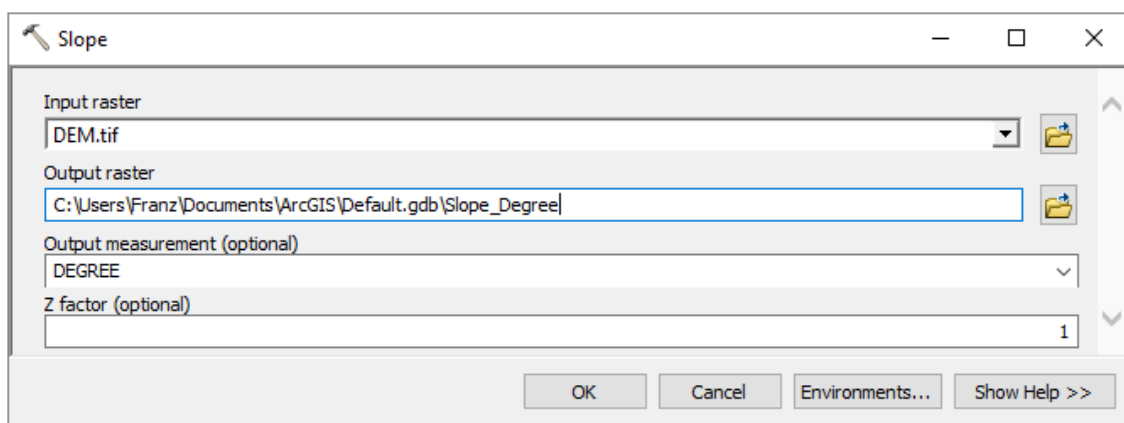 Slope
Input raster
DEM.tif
Output raster
C:\Users\Franz\Documents\ArcGIS\Default.gdb\Slope_Degree
Output measurement (optional)
DEGREE
Z factor (optional)
1
OK Cancel Environments... Show Help >>